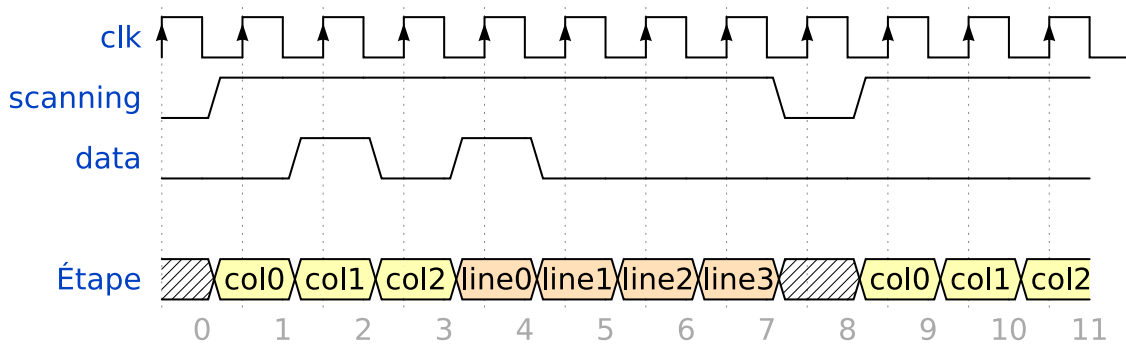 clk
scanning
data
Étape col0 col1 col2 line0 line1 line2 line3 col0 col1 col2
0 1 2 3 4 5 6 7 8 9 10 11